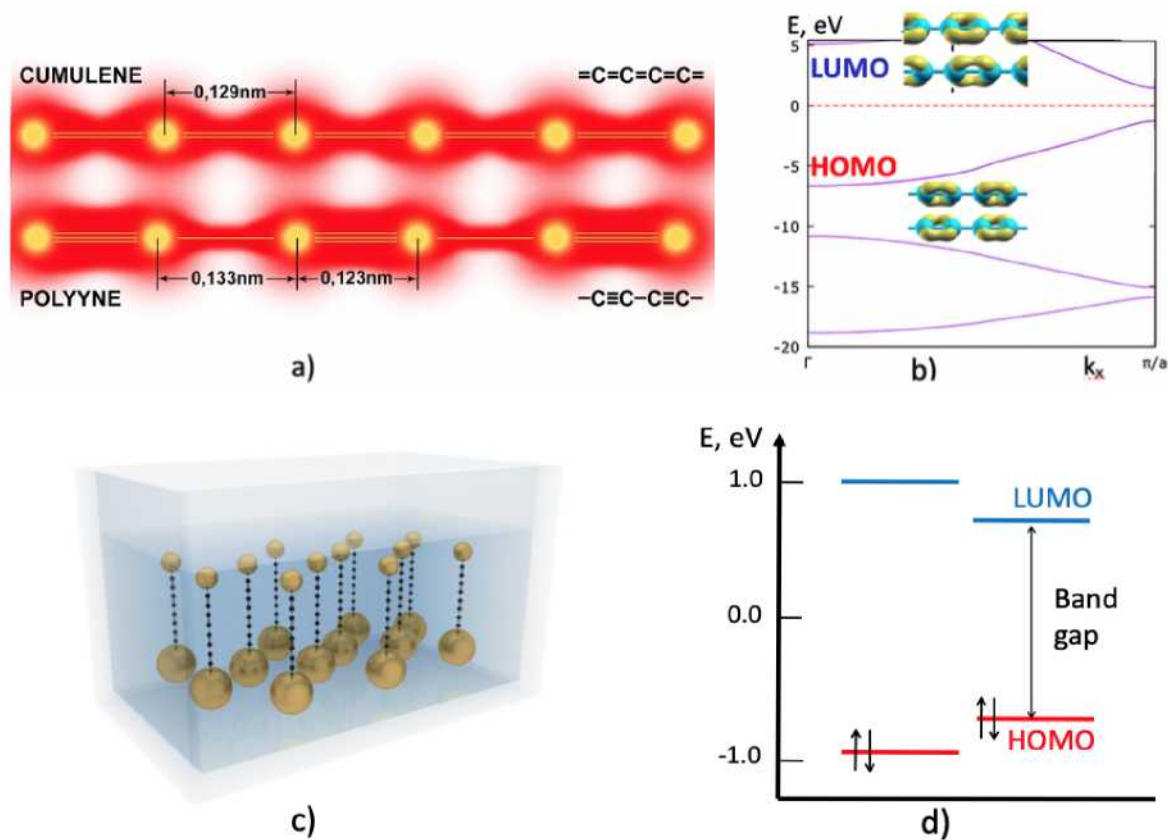 CUMULENE
=C=C=C=C=
0,129nm
0,133nm
0,123nm
POLYYNE
−C≡C−C≡C−
a)
E, eV
5
LUMO
0
HOMO
-5
-10
-15
-20
Γ
b)
kx
π/a
c)
E, eV
1.0
LUMO
0.0
Band
gap
HOMO
-1.0
d)